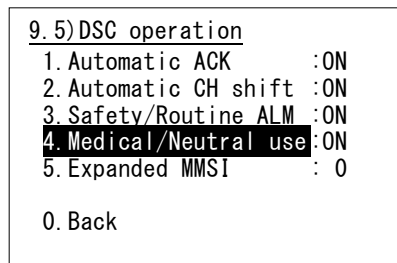 9.5)DSC operation
1.Automatic ACK :ON
2.Automatic CH shift :ON
3.Safety/Routine ALM :ON
4.Medical/Neutral use:ON
5.Expanded MMSI : 0
0.Back